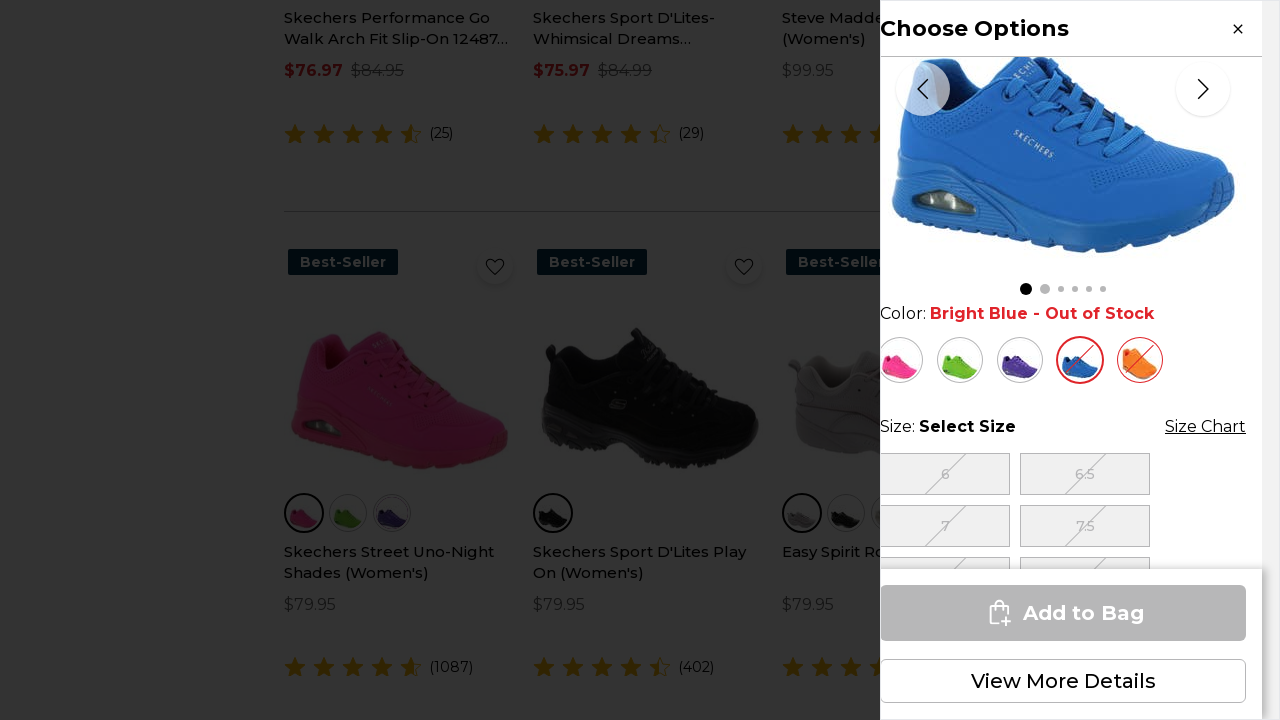 Skechers Performance Go
Walk Arch Fit Slip-On 12487...
$76.97 $84.95
(25)
Skechers Sport D'Lites-
Whimsical Dreams...
$75.97 $84.99
(29)
Steve Madde
(Women's)
$99.95
Best-Seller
Skechers Street Uno-Night
Shades (Women's)
$79.95
(1087)
Best-Seller
Skechers Sport D'Lites Play
On (Women's)
$79.95
(402)
Best-Seller
Easy Spirit Ro
$79.95
Choose Options
SKECHERS
SKECHERS
Color: Bright Blue - Out of Stock
Size: Select Size
Size Chart
6
6.5
7
7.5
Add to Bag
View More Details